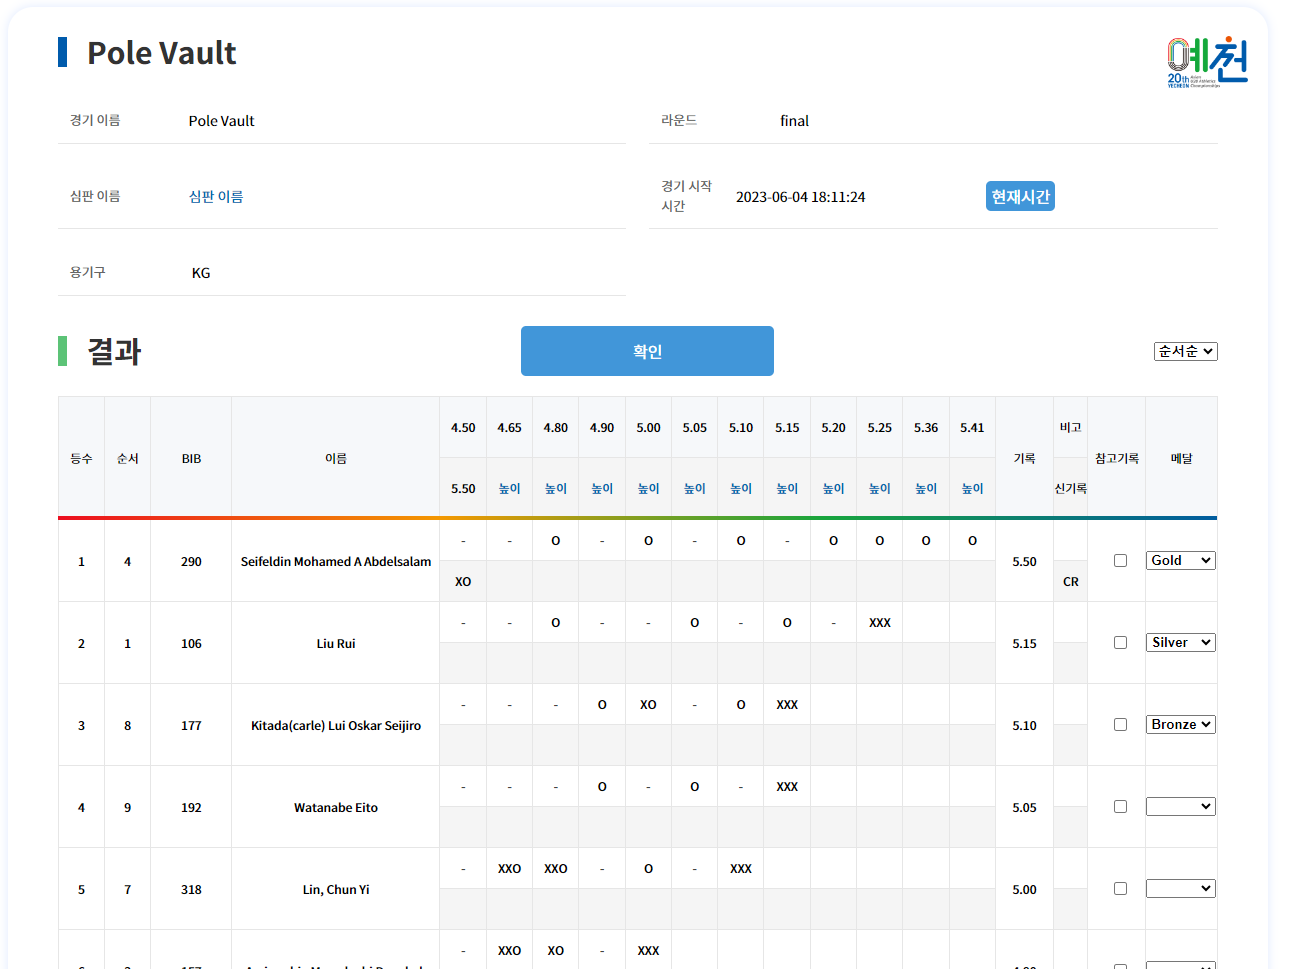 Pole Vault
예천
20th
YECHEON
경기 이름 Pole Vault 라운드 final
심판 이름 심판 이름 경기 시작 시간 2023-06-04 18:11:24 현재시간
용기구 KG
결과 확인 순서순
등수 순서 BIB 이름 4.50 4.65 4.80 4.90 5.00 5.05 5.10 5.15 5.20 5.25 5.36 5.41 기록 비고 참고기록 메달
5.50 높이 높이 높이 높이 높이 높이 높이 높이 높이 높이 높이 신기록
1 4 290 Seifeldin Mohamed A Abdelsalam - - O - O - O - O O O O 5.50 Gold
XO CR
2 1 106 Liu Rui - - O - - O - O - XXX 5.15 Silver
3 8 177 Kitada(carle) Lui Oskar Seijiro - - - O XO - O XXX 5.10 Bronze
4 9 192 Watanabe Eito - - - O - O - XXX 5.05
5 7 318 Lin, Chun Yi - XXO XXO - O - XXX 5.00
- XXO XO - XXX